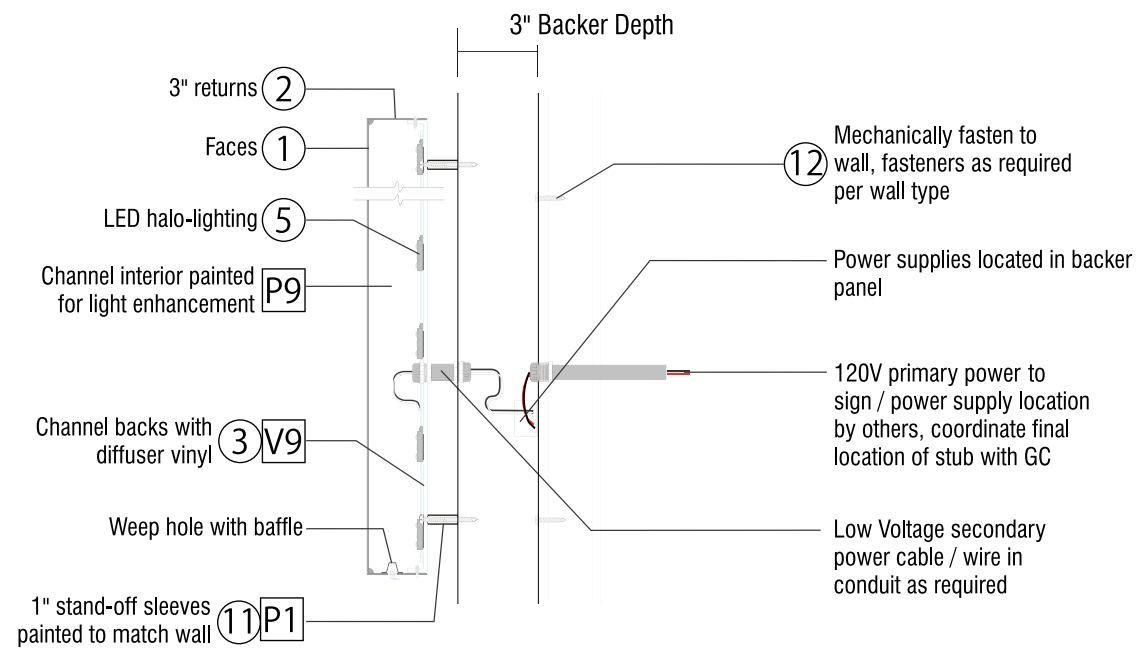 3" Backer Depth
3" returns 2
Faces 1
LED halo-lighting 5
Channel interior painted
for light enhancement P9
Channel backs with
diffuser vinyl 3 V9
Weep hole with baffle
1" stand-off sleeves
painted to match wall 11 P1
12 Mechanically fasten to
wall, fasteners as required
per wall type
Power supplies located in backer
panel
120V primary power to
sign / power supply location
by others, coordinate final
location of stub with GC
Low Voltage secondary
power cable / wire in
conduit as required